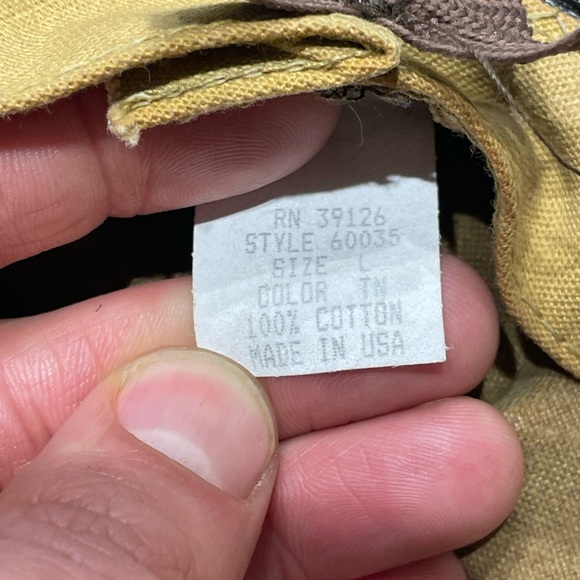 RN 39126
STYLE 60035
SIZE L
COLOR TN
100% COTTON
MADE IN USA